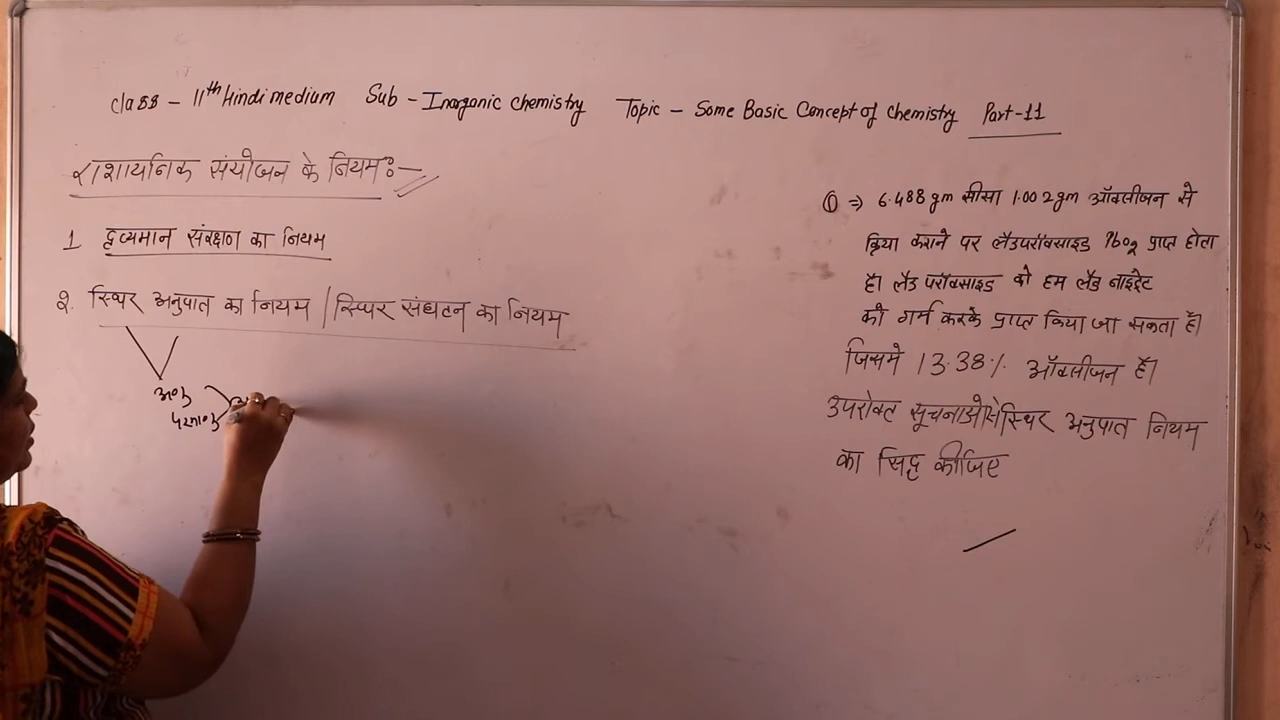 Class - 11th Hindi medium Sub - Inorganic Chemistry Topic - Some Basic Concept of Chemistry Part-11
राशायनिक संयोजन के नियम:-
1 द्रव्यमान संरक्षण का नियम
२. स्थिर अनुपात का नियम / स्थिर संघटन का नियम
अणु
परमाणु
① ⇒ 6.488 gm सीसा 1.002 gm ऑक्सीजन से
क्रिया कराने पर लैडपरॉक्साइड Pbo2 प्राप्त होता
है। लैड परॉक्साइड को हम लैड नाइट्रेट
को गर्म करके प्राप्त किया जा सकता है।
जिसमे 13.38% ऑक्सीजन है।
उपरोक्त सूचनाओ से स्थिर अनुपात नियम
का सिद्ध कीजिए